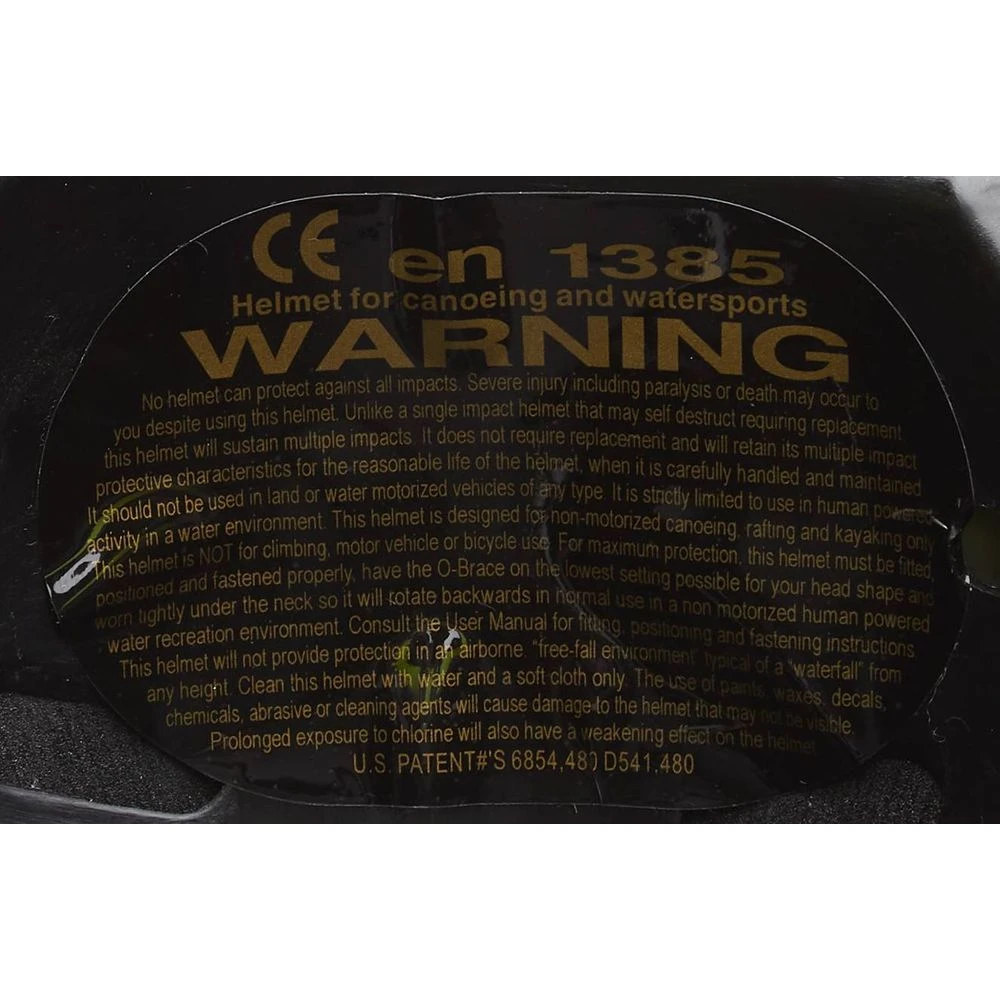 CE en 1385
Helmet for canoeing and watersports
WARNING
No helmet can protect against all impacts. Severe injury including paralysis or death may occur to
you despite using this helmet. Unlike a single impact helmet that may self destruct requiring replacement,
this helmet will sustain multiple impacts. It does not require replacement and will retain its multiple impact
protective characteristics for the reasonable life of the helmet, when it is carefully handled and maintained.
It should not be used in land or water motorized vehicles of any type. It is strictly limited to use in human powered
activity in a water environment. This helmet is designed for non-motorized canoeing, rafting and kayaking only.
This helmet is NOT for climbing, motor vehicle or bicycle use. For maximum protection, this helmet must be fitted,
positioned and fastened properly, have the O-Brace on the lowest setting possible for your head shape and
worn tightly under the neck so it will rotate backwards in normal use in a non motorized human powered
water recreation environment. Consult the User Manual for fitting, positioning and fastening instructions.
This helmet will not provide protection in an airborne. "free-fall environment" typical of a "waterfall" from
any height. Clean this helmet with water and a soft cloth only. The use of paints, waxes, decals,
chemicals, abrasive or cleaning agents will cause damage to the helmet that may not be visible.
Prolonged exposure to chlorine will also have a weakening effect on the helmet.
U.S. PATENT#'S 6854,480 D541,480